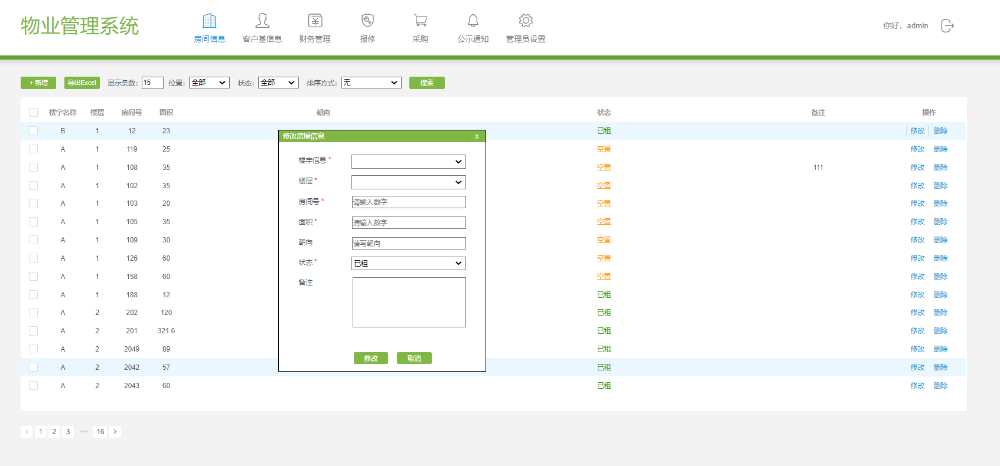 物业管理系统
房间信息 客户基信息 财务管理 报修 采购 公示通知 管理员设置
你好，admin
+ 新增 导出Excel 显示条数: 15 位置: 全部 状态: 全部 排序方式: 无 搜索
楼宇名称 楼层 房间号 面积 朝向 状态 备注 操作
B 1 12 23 已租 修改 删除
A 1 119 25 空置 修改 删除
A 1 108 35 空置 111 修改 删除
A 1 102 35 空置 修改 删除
A 1 103 20 空置 修改 删除
A 1 105 35 空置 修改 删除
A 1 109 30 空置 修改 删除
A 1 126 60 空置 修改 删除
A 1 158 60 空置 修改 删除
A 1 188 12 已租 修改 删除
A 2 202 120 已租 修改 删除
A 2 201 321.6 已租 修改 删除
A 2 2049 89 已租 修改 删除
A 2 2042 57 已租 修改 删除
A 2 2043 60 已租 修改 删除
修改房屋信息 x
楼宇信息 *
楼层 *
房间号 * 请输入数字
面积 * 请输入数字
朝向 请写朝向
状态 * 已租
备注
修改 取消
< 1 2 3 ••• 16 >